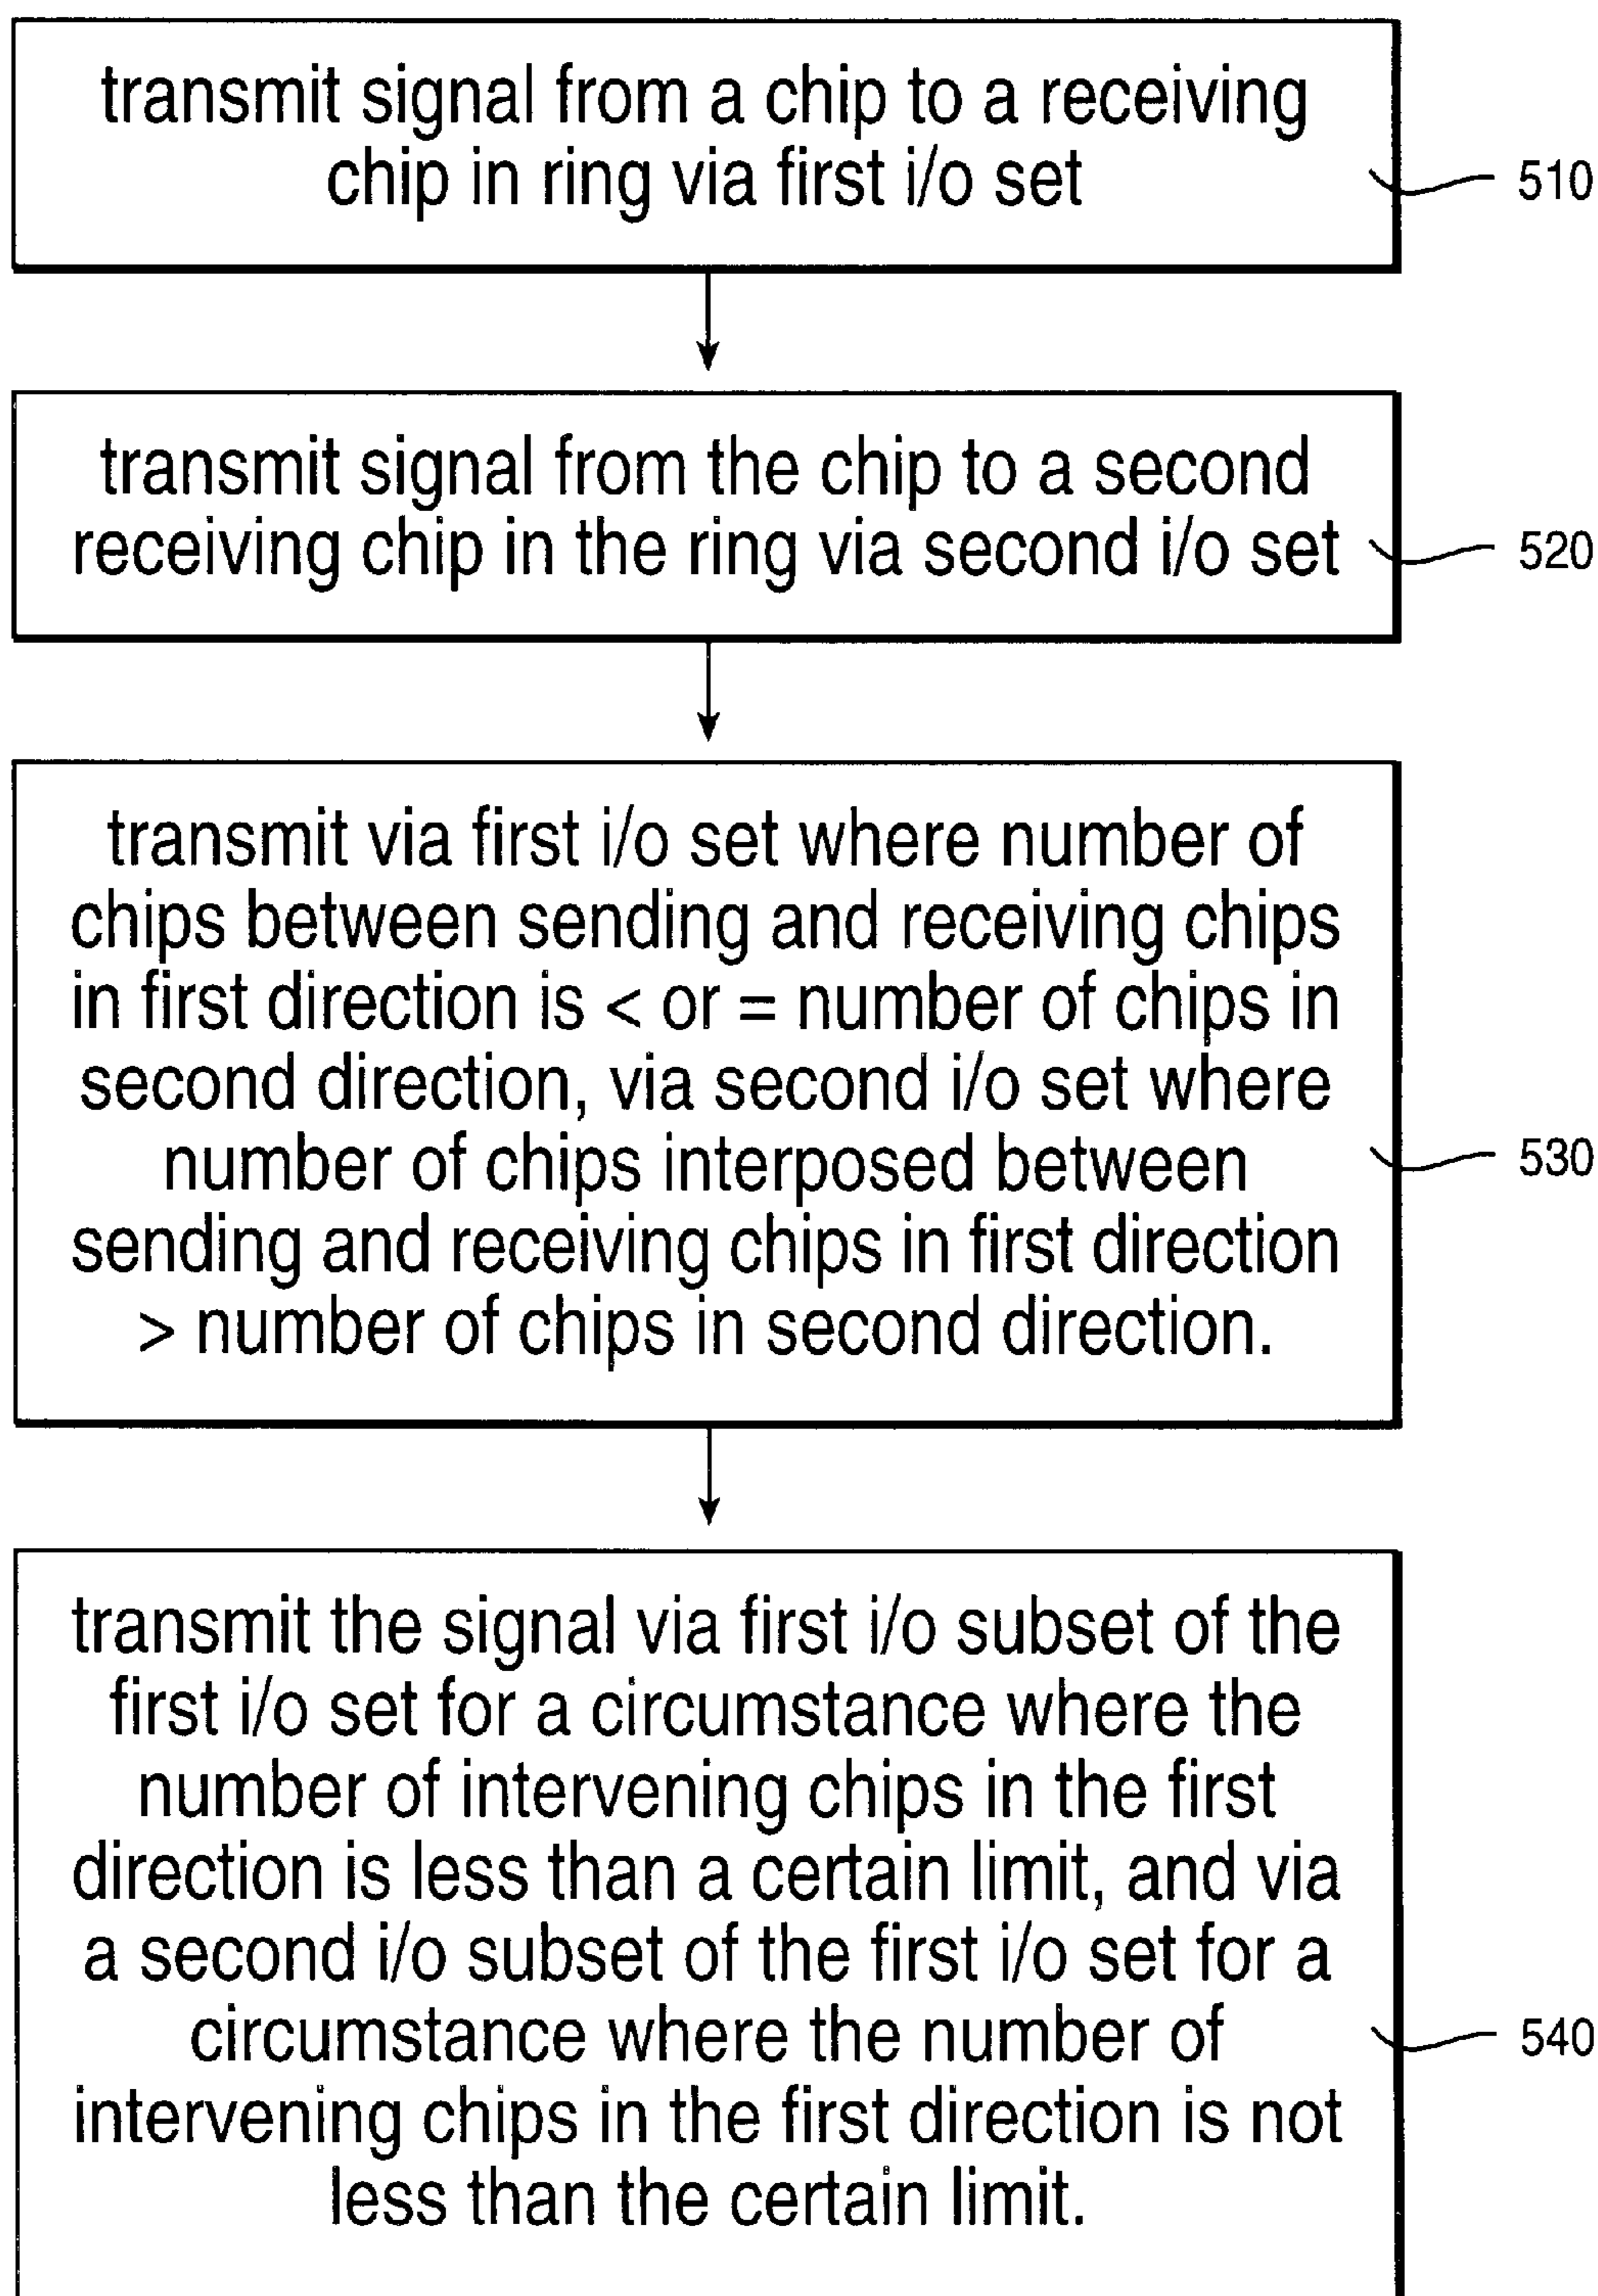 transmit signal from a chip to a receiving
chip in ring via first i/o set
510
transmit signal from the chip to a second
receiving chip in the ring via second i/o set
520
transmit via first i/o set where number of
chips between sending and receiving chips
in first direction is < or = number of chips in
second direction, via second i/o set where
number of chips interposed between
sending and receiving chips in first direction
> number of chips in second direction.
530
transmit the signal via first i/o subset of the
first i/o set for a circumstance where the
number of intervening chips in the first
direction is less than a certain limit, and via
a second i/o subset of the first i/o set for a
circumstance where the number of
intervening chips in the first direction is not
less than the certain limit.
540